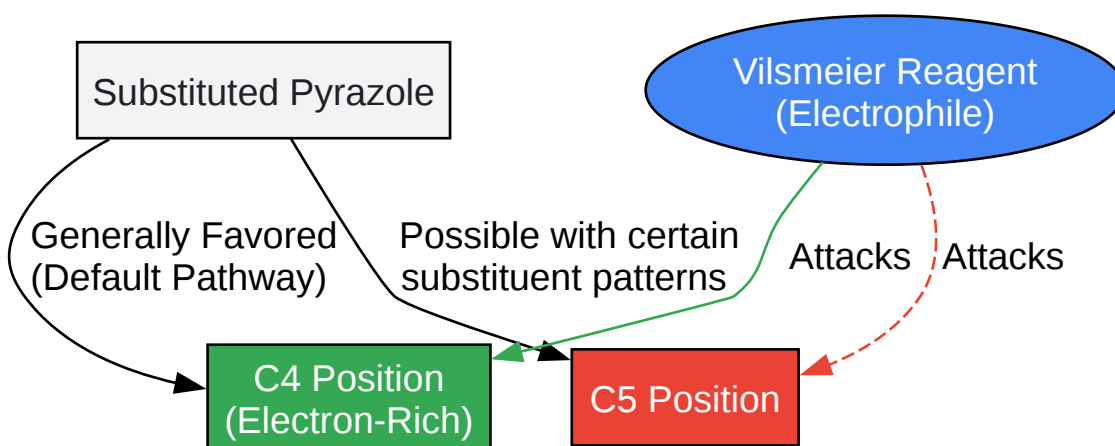 Substituted Pyrazole
Vilsmeier Reagent
(Electrophile)
Generally Favored
(Default Pathway)
Possible with certain
substituent patterns
Attacks
Attacks
C4 Position
(Electron-Rich)
C5 Position